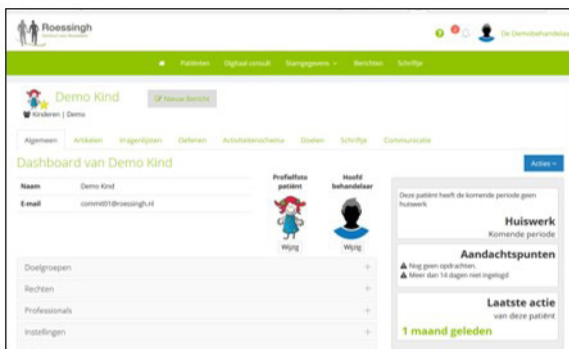 Roessingh
Centrum voor Revalidatie
De Demobehandelaar
Patiënten Digitaal consult Stamgegevens Berichten Schriftje
Demo Kind
Nieuw Bericht
Kinderen | Demo
Algemeen Artikelen Vragenlijsten Oefenen Activiteitenschema Doelen Schriftje Communicatie
Dashboard van Demo Kind
Acties
Naam Demo Kind
E-mail commit01@roessingh.nl
Profielfoto
patiënt
Wijzig
Hoofd
behandelaar
Wijzig
Doelgroepen +
Rechten +
Professionals +
Instellingen +
Deze patiënt heeft de komende periode geen
huiswerk
Huiswerk
Komende periode
Aandachtspunten
Nog geen opdrachten.
Meer dan 14 dagen niet ingelogd
Laatste actie
van deze patiënt
1 maand geleden